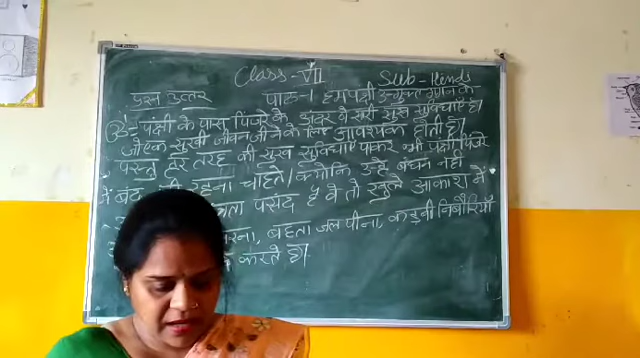 Class - VII Sub - Hindi
प्रश्न उत्तर पाठ-1 हम पंक्षी उन्मुक्त गगन के
पंक्षी के पास पिंजरे के अंदर वे सारी सुख सुविधाएँ है
जो एक सुखी जीवन जीने के लिए आवश्यक होती है।
परन्तु हर तरह की सुख सुविधाएँ पाकर भी पक्षी पिंजरे
में बंद रहना चाहते। क्योंकि उन्हे बंधन नही
पसंद है वे तो खुले आकाश में
बहता जल पीना, कड़वी निबौरियाँ
करते है।